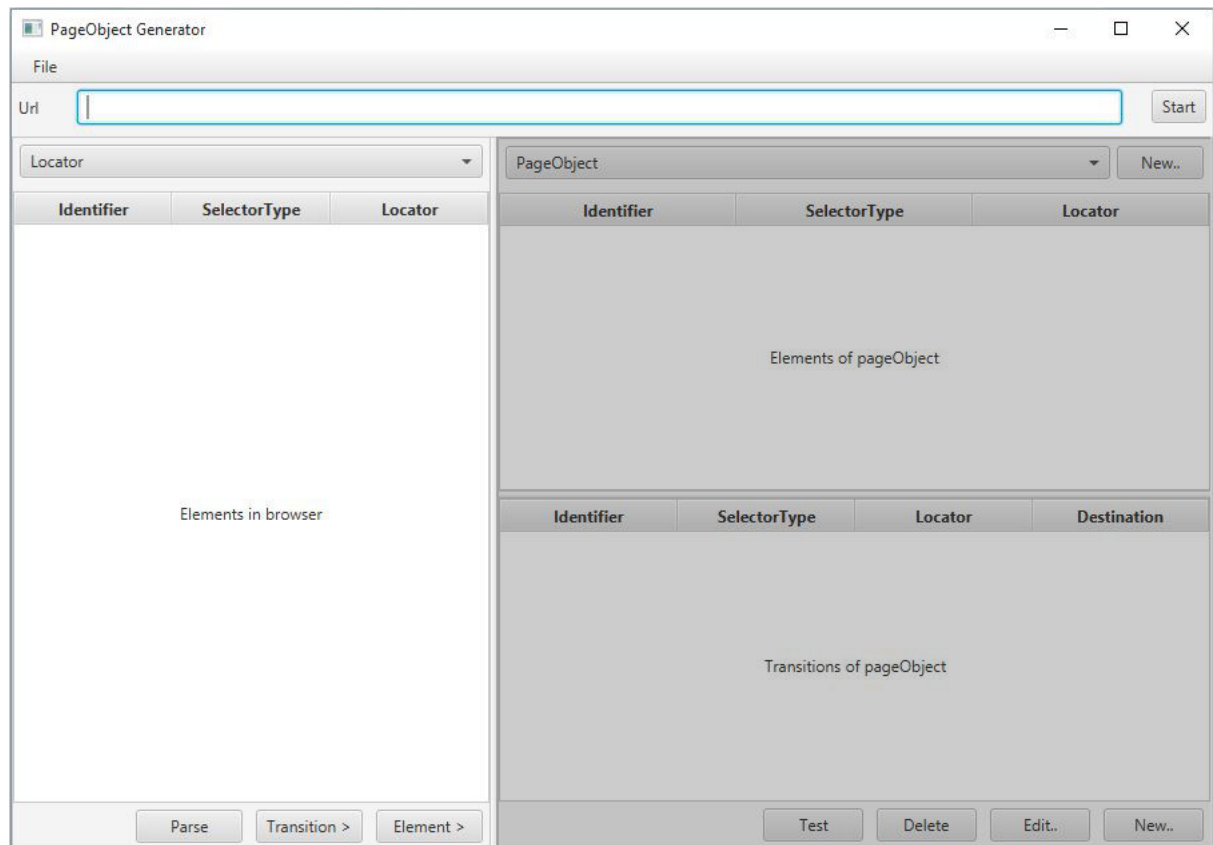 PageObject Generator
File
Url
Start
Locator
PageObject
New..
Identifier SelectorType Locator
Identifier SelectorType Locator
Elements in browser
Elements of pageObject
Identifier SelectorType Locator Destination
Transitions of pageObject
Parse Transition > Element >
Test Delete Edit.. New..